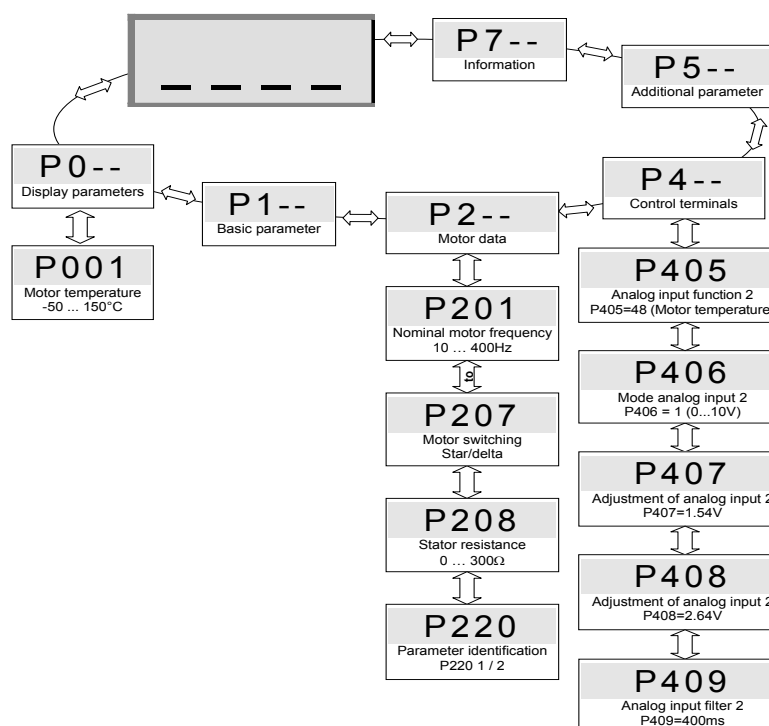 P7--
Information
P5--
Additional parameter
P0--
Display parameters
P1--
Basic parameter
P2--
Motor data
P4--
Control terminals
P001
Motor temperature
-50 ... 150°C
P201
Nominal motor frequency
10 ... 400Hz
to
P207
Motor switching
Star/delta
P208
Stator resistance
0 ... 300Ω
P220
Parameter identification
P220 1 / 2
P405
Analog input function 2
P405=48 (Motor temperature
P406
Mode analog input 2
P406 = 1 (0...10V)
P407
Adjustment of analog input 2
P407=1.54V
P408
Adjustment of analog input 2
P408=2.64V
P409
Analog input filter 2
P409=400ms